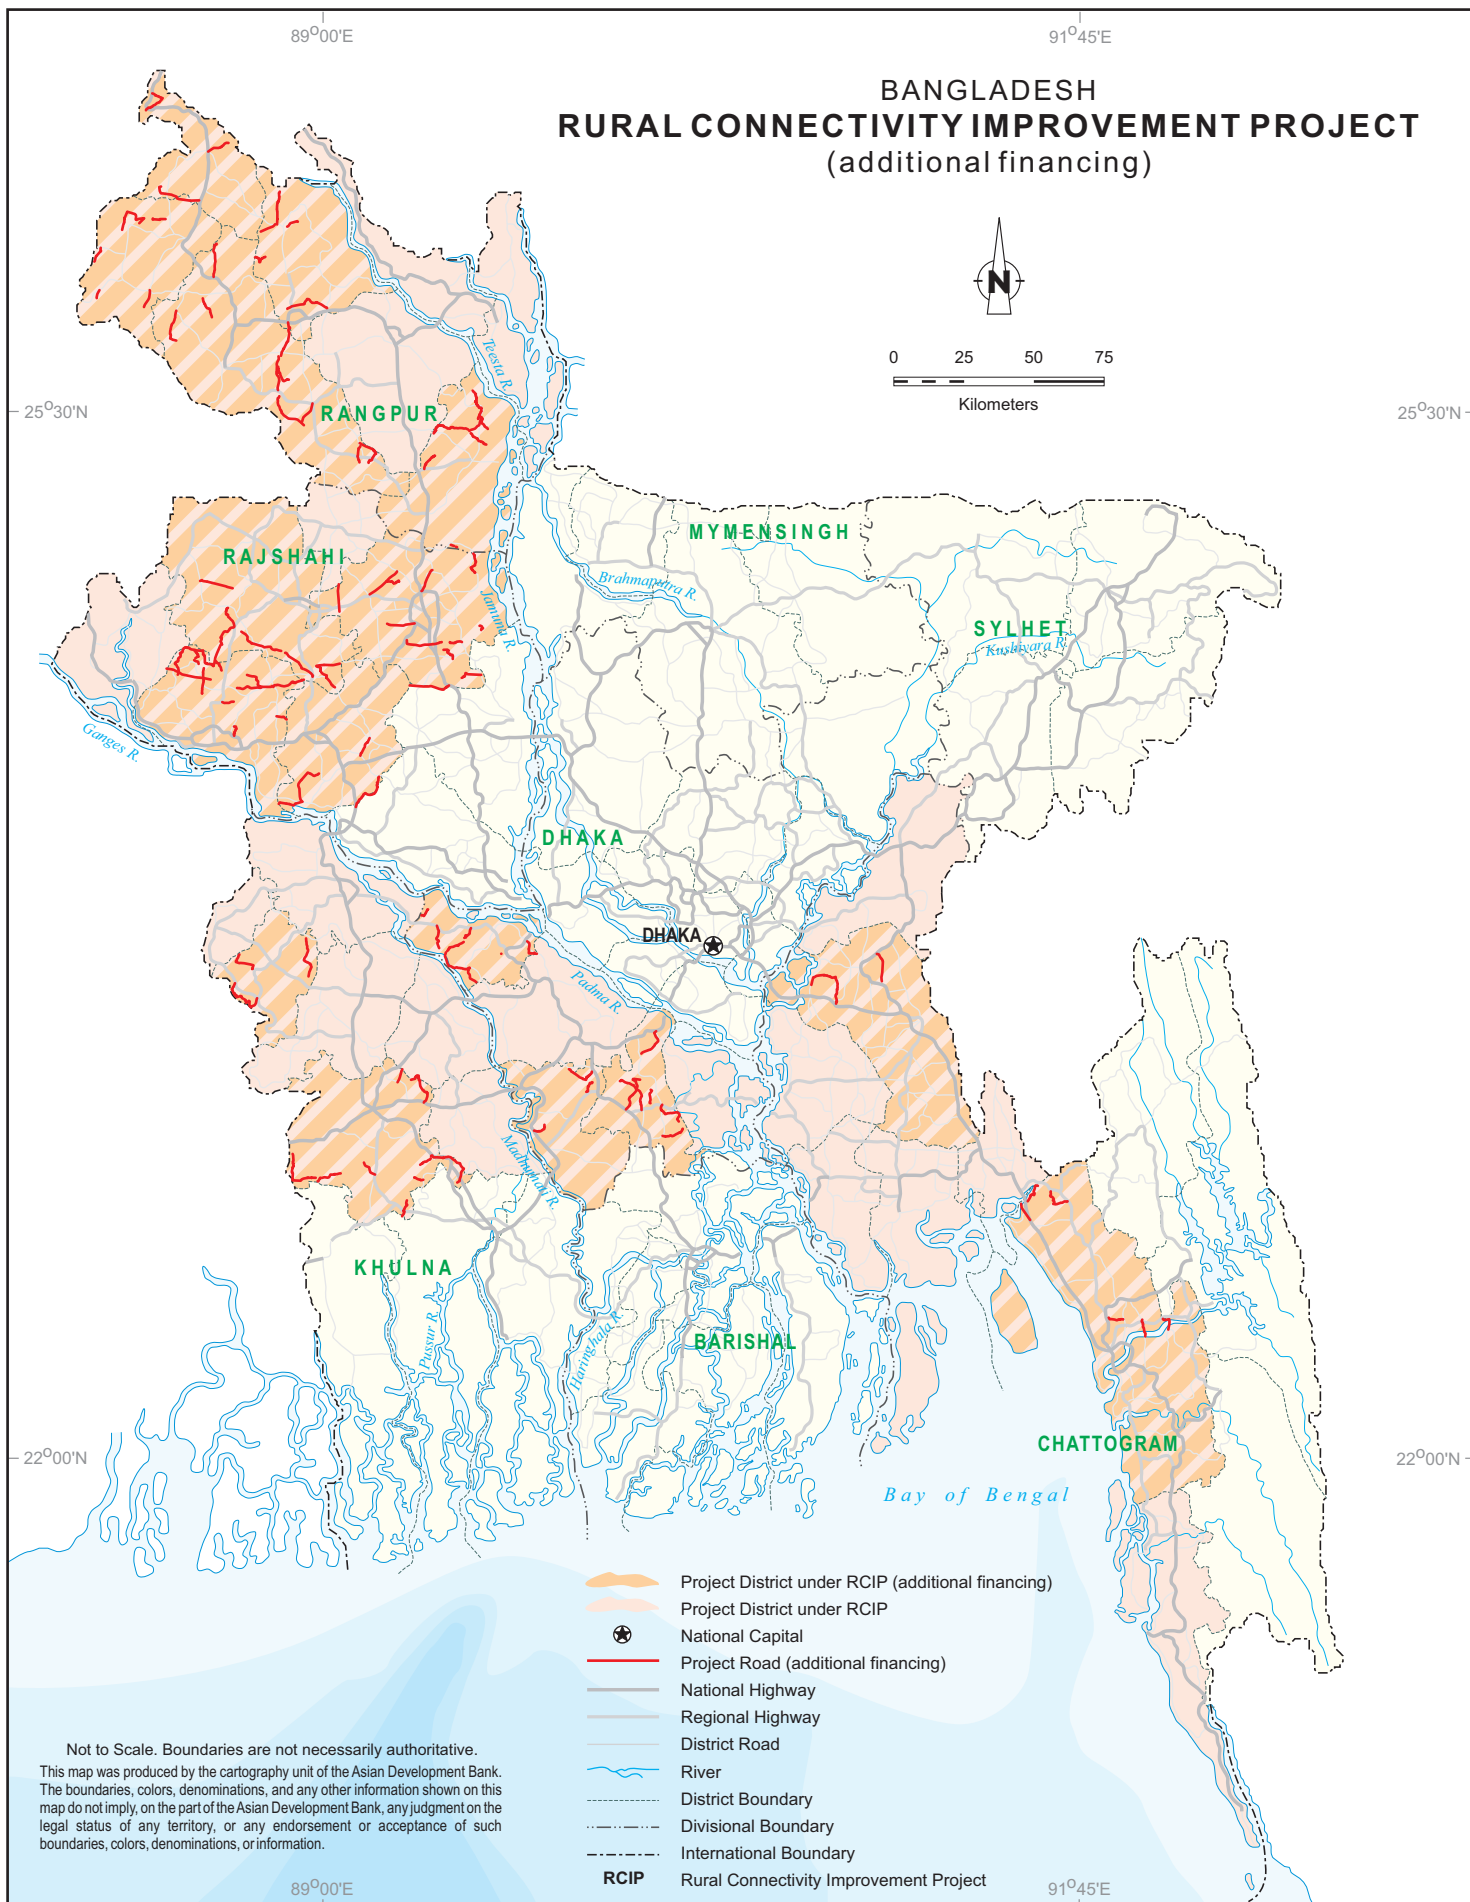 89°00'E
91°45'E
BANGLADESH
RURAL CONNECTIVITY IMPROVEMENT PROJECT
(additional financing)
N
0 25 50 75
Kilometers
25°30'N
25°30'N
Teesta R.
RANGPUR
MYMENSINGH
RAJSHAHI
Brahmaputra R.
Jamuna R.
SYLHET
Kushiyara R.
Ganges R.
DHAKA
DHAKA
Padma R.
Madhumati R.
KHULNA
Pussur R.
Haringhala R.
BARISHAL
CHATTOGRAM
22°00'N
22°00'N
Bay of Bengal
Project District under RCIP (additional financing)
Project District under RCIP
National Capital
Project Road (additional financing)
National Highway
Regional Highway
District Road
River
District Boundary
Divisional Boundary
International Boundary
RCIP Rural Connectivity Improvement Project
Not to Scale. Boundaries are not necessarily authoritative.
This map was produced by the cartography unit of the Asian Development Bank.
The boundaries, colors, denominations, and any other information shown on this
map do not imply, on the part of the Asian Development Bank, any judgment on the
legal status of any territory, or any endorsement or acceptance of such
boundaries, colors, denominations, or information.
89°00'E
91°45'E